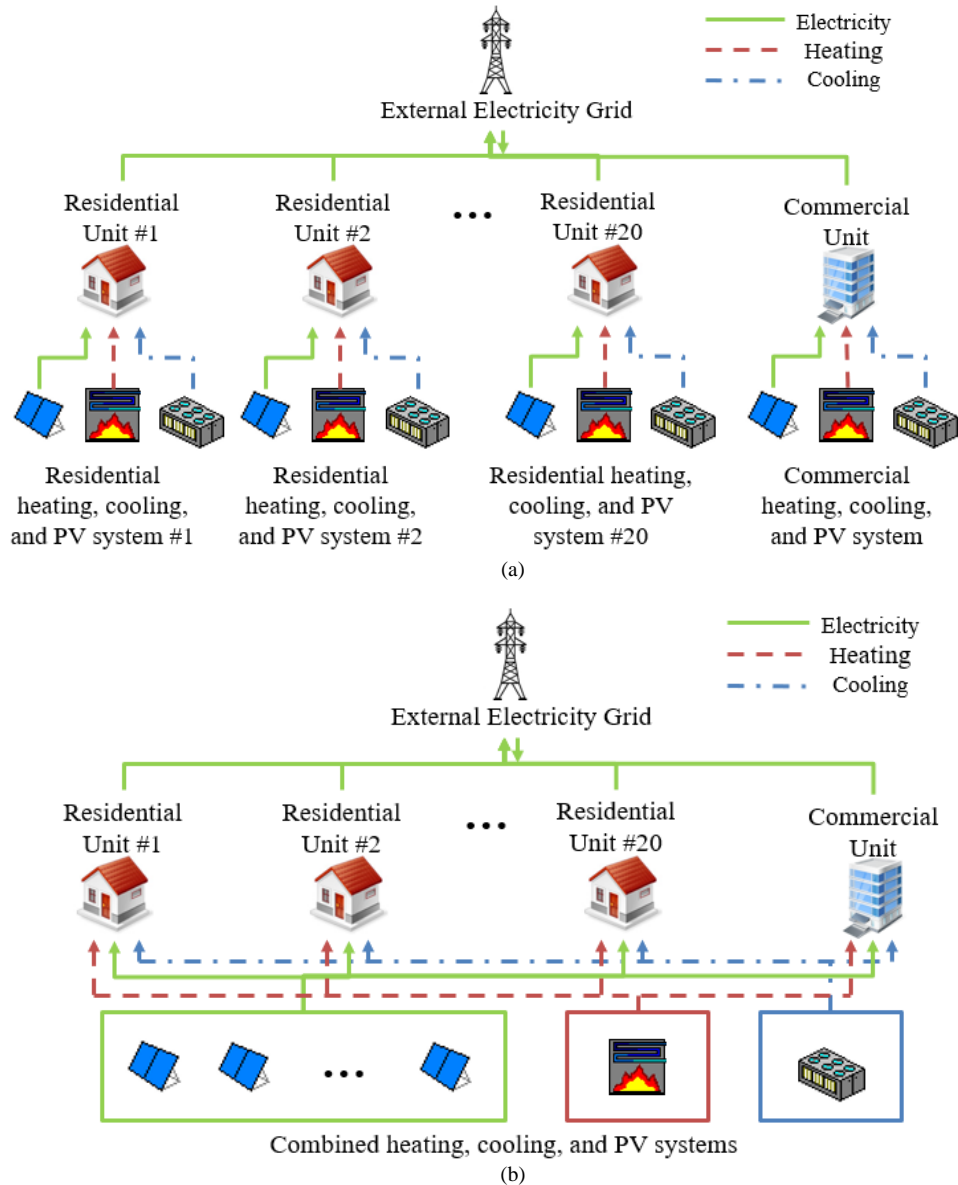 Electricity
Heating
Cooling
External Electricity Grid
Residential
Unit #1
Residential
Unit #2
...
Residential
Unit #20
Commercial
Unit
Residential
heating, cooling,
and PV system #1
Residential
heating, cooling,
and PV system #2
Residential heating,
cooling, and PV
system #20
Commercial
heating, cooling,
and PV system
(a)
Electricity
Heating
Cooling
External Electricity Grid
Residential
Unit #1
Residential
Unit #2
...
Residential
Unit #20
Commercial
Unit
...
Combined heating, cooling, and PV systems
(b)